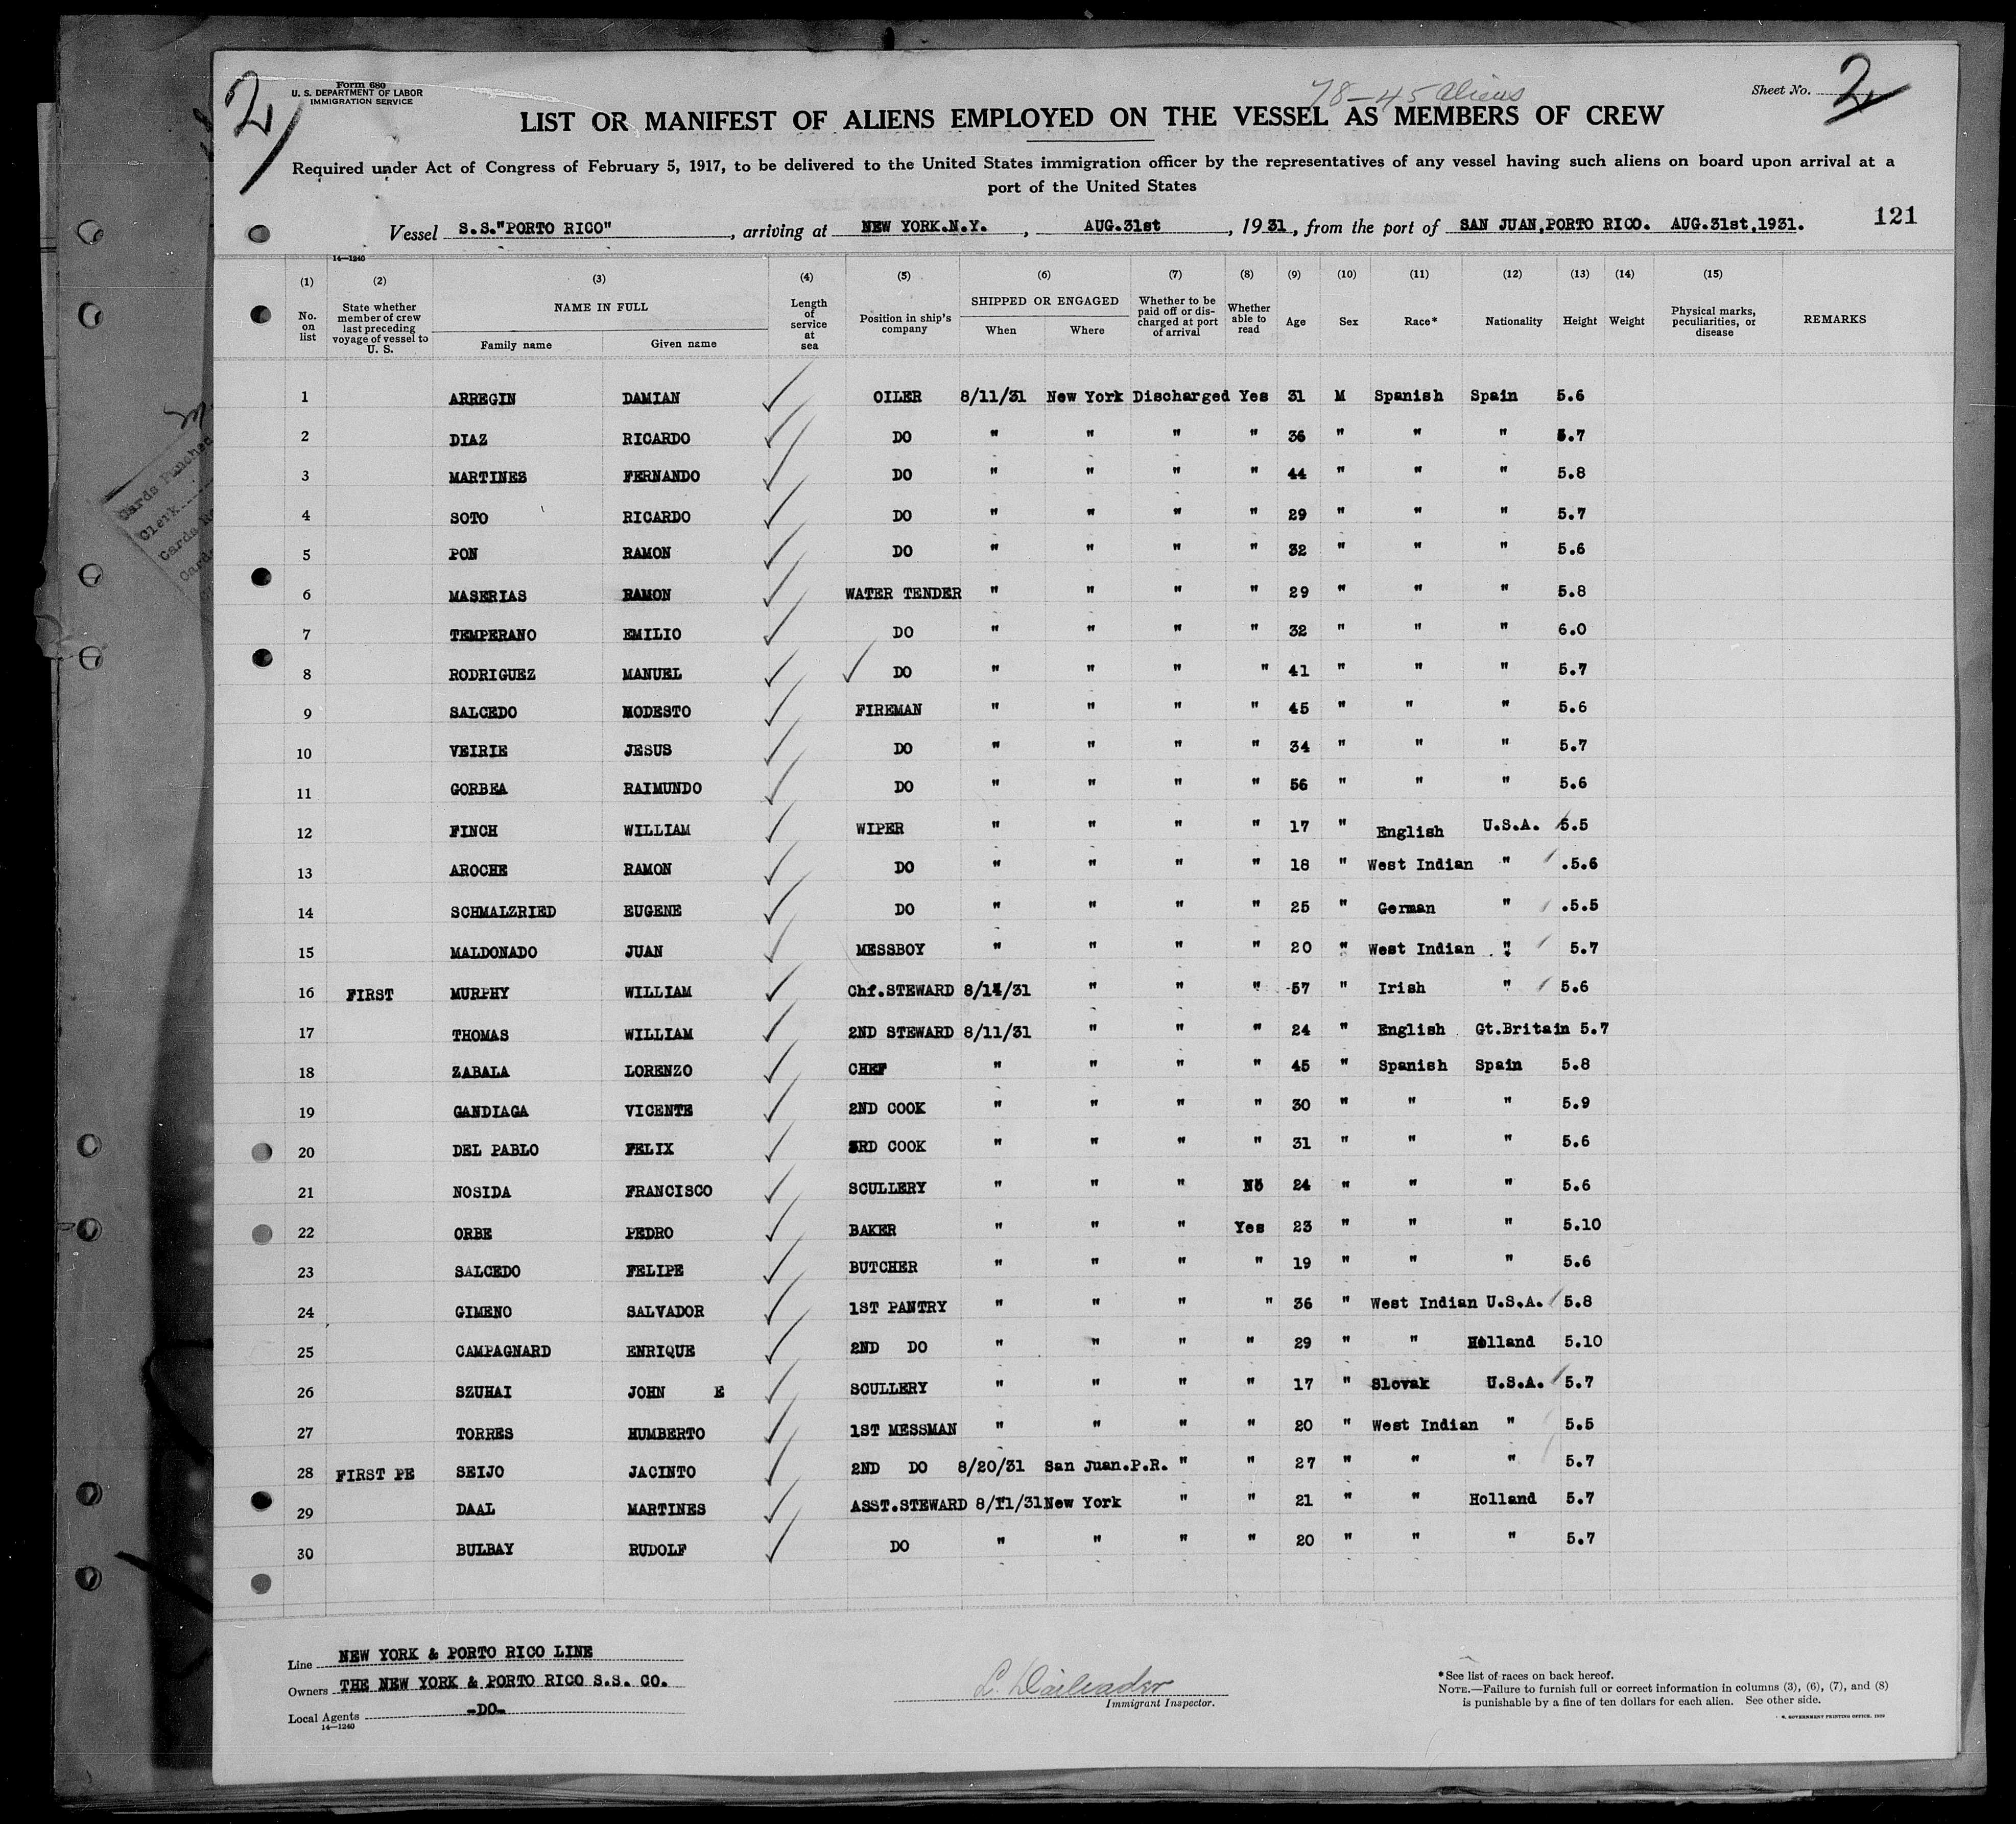 2
Form 680
U. S. DEPARTMENT OF LABOR
IMMIGRATION SERVICE
78-45 aliens
Sheet No. 2
LIST OR MANIFEST OF ALIENS EMPLOYED ON THE VESSEL AS MEMBERS OF CREW
Required under Act of Congress of February 5, 1917, to be delivered to the United States immigration officer by the representatives of any vessel having such aliens on board upon arrival at a
port of the United States
121
Vessel S.S."PORTO RICO", arriving at NEW YORK.N.Y., AUG.31st, 1931, from the port of SAN JUAN,PORTO RICO. AUG.31st,1931.
14—1240
(1) (2) (3) (4) (5) (6) (7) (8) (9) (10) (11) (12) (13) (14) (15)
No. on list State whether member of crew last preceding voyage of vessel to U. S. NAME IN FULL Family name Given name Length of service at sea Position in ship's company SHIPPED OR ENGAGED When Where Whether to be paid off or discharged at port of arrival Whether able to read Age Sex Race* Nationality Height Weight Physical marks, peculiarities, or disease REMARKS
1 ARREGIN DAMIAN ✓ OILER 8/11/31 New York Discharged Yes 31 M Spanish Spain 5.6
2 DIAZ RICARDO ✓ DO " " " " 36 " " " 5.7
3 MARTINES FERNANDO ✓ DO " " " " 44 " " " 5.8
4 SOTO RICARDO ✓ DO " " " " 29 " " " 5.7
5 PON RAMON ✓ DO " " " " 32 " " " 5.6
6 MASERIAS RAMON ✓ WATER TENDER " " " " 29 " " " 5.8
7 TEMPERANO EMILIO ✓ DO " " " " 32 " " " 6.0
8 RODRIGUEZ MANUEL ✓ ✓ DO " " " " 41 " " " 5.7
9 SALCEDO MODESTO ✓ FIREMAN " " " " 45 " " " 5.6
10 VEIRIE JESUS ✓ DO " " " " 34 " " " 5.7
11 GORBEA RAIMUNDO ✓ DO " " " " 56 " " " 5.6
12 FINCH WILLIAM ✓ WIPER " " " " 17 " English U.S.A. 5.5
13 AROCHE RAMON ✓ DO " " " " 18 " West Indian " .5.6
14 SCHMALZRIED EUGENE ✓ DO " " " " 25 " German " .5.5
15 MALDONADO JUAN ✓ MESSBOY " " " " 20 " West Indian " 5.7
16 FIRST MURPHY WILLIAM ✓ Chf.STEWARD 8/14/31 " " " 57 " Irish " 5.6
17 THOMAS WILLIAM ✓ 2ND STEWARD 8/11/31 " " " 24 " English Gt.Britain 5.7
18 ZABALA LORENZO ✓ CHEF " " " " 45 " Spanish Spain 5.8
19 GANDIAGA VICENTE ✓ 2ND COOK " " " " 30 " " " 5.9
20 DEL PABLO FELIX ✓ 3RD COOK " " " " 31 " " " 5.6
21 NOSIDA FRANCISCO ✓ SCULLERY " " " No 24 " " " 5.6
22 ORBE PEDRO ✓ BAKER " " " Yes 23 " " " 5.10
23 SALCEDO FELIPE ✓ BUTCHER " " " " 19 " " " 5.6
24 GIMENO SALVADOR ✓ 1ST PANTRY " " " " 36 " West Indian U.S.A. 5.8
25 CAMPAGNARD ENRIQUE ✓ 2ND DO " " " " 29 " " Holland 5.10
26 SZUHAI JOHN E ✓ SCULLERY " " " " 17 " Slovak U.S.A. 5.7
27 TORRES HUMBERTO ✓ 1ST MESSMAN " " " " 20 " West Indian " 5.5
28 FIRST PE SEIJO JACINTO ✓ 2ND DO 8/20/31 San Juan.P.R. " " 27 " " " 5.7
29 DAAL MARTINES ✓ ASST.STEWARD 8/11/31 New York " " 21 " " Holland 5.7
30 BULBAY RUDOLF ✓ DO " " " " 20 " " " 5.7
Line NEW YORK & PORTO RICO LINE
Owners THE NEW YORK & PORTO RICO S.S. CO.
Local Agents -DO-
14—1240
Immigrant Inspector.
*See list of races on back hereof.
NOTE.—Failure to furnish full or correct information in columns (3), (6), (7), and (8)
is punishable by a fine of ten dollars for each alien. See other side.
GOVERNMENT PRINTING OFFICE
Cards Punched
Clerk
Cards